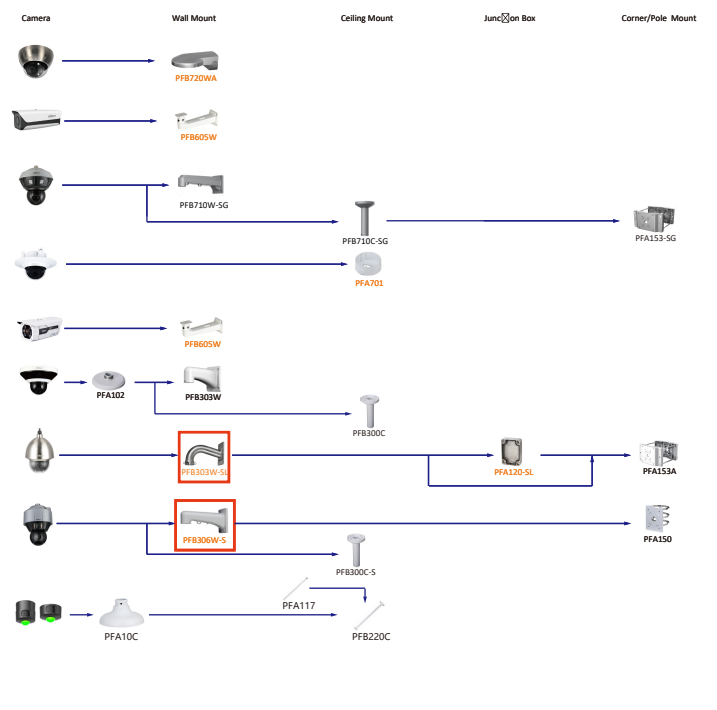 Camera
Wall Mount
Ceiling Mount
Junc☒on Box
Corner/Pole Mount
PFB720WA
PFB605W
PFB710W-SG
PFB710C-SG
PFA153-SG
PFA701
PFB605W
PFA102
PFB303W
PFB300C
PFB303W-SL
PFA120-SL
PFA153A
PFB306W-S
PFA150
PFB300C-S
PFA117
PFA10C
PFB220C